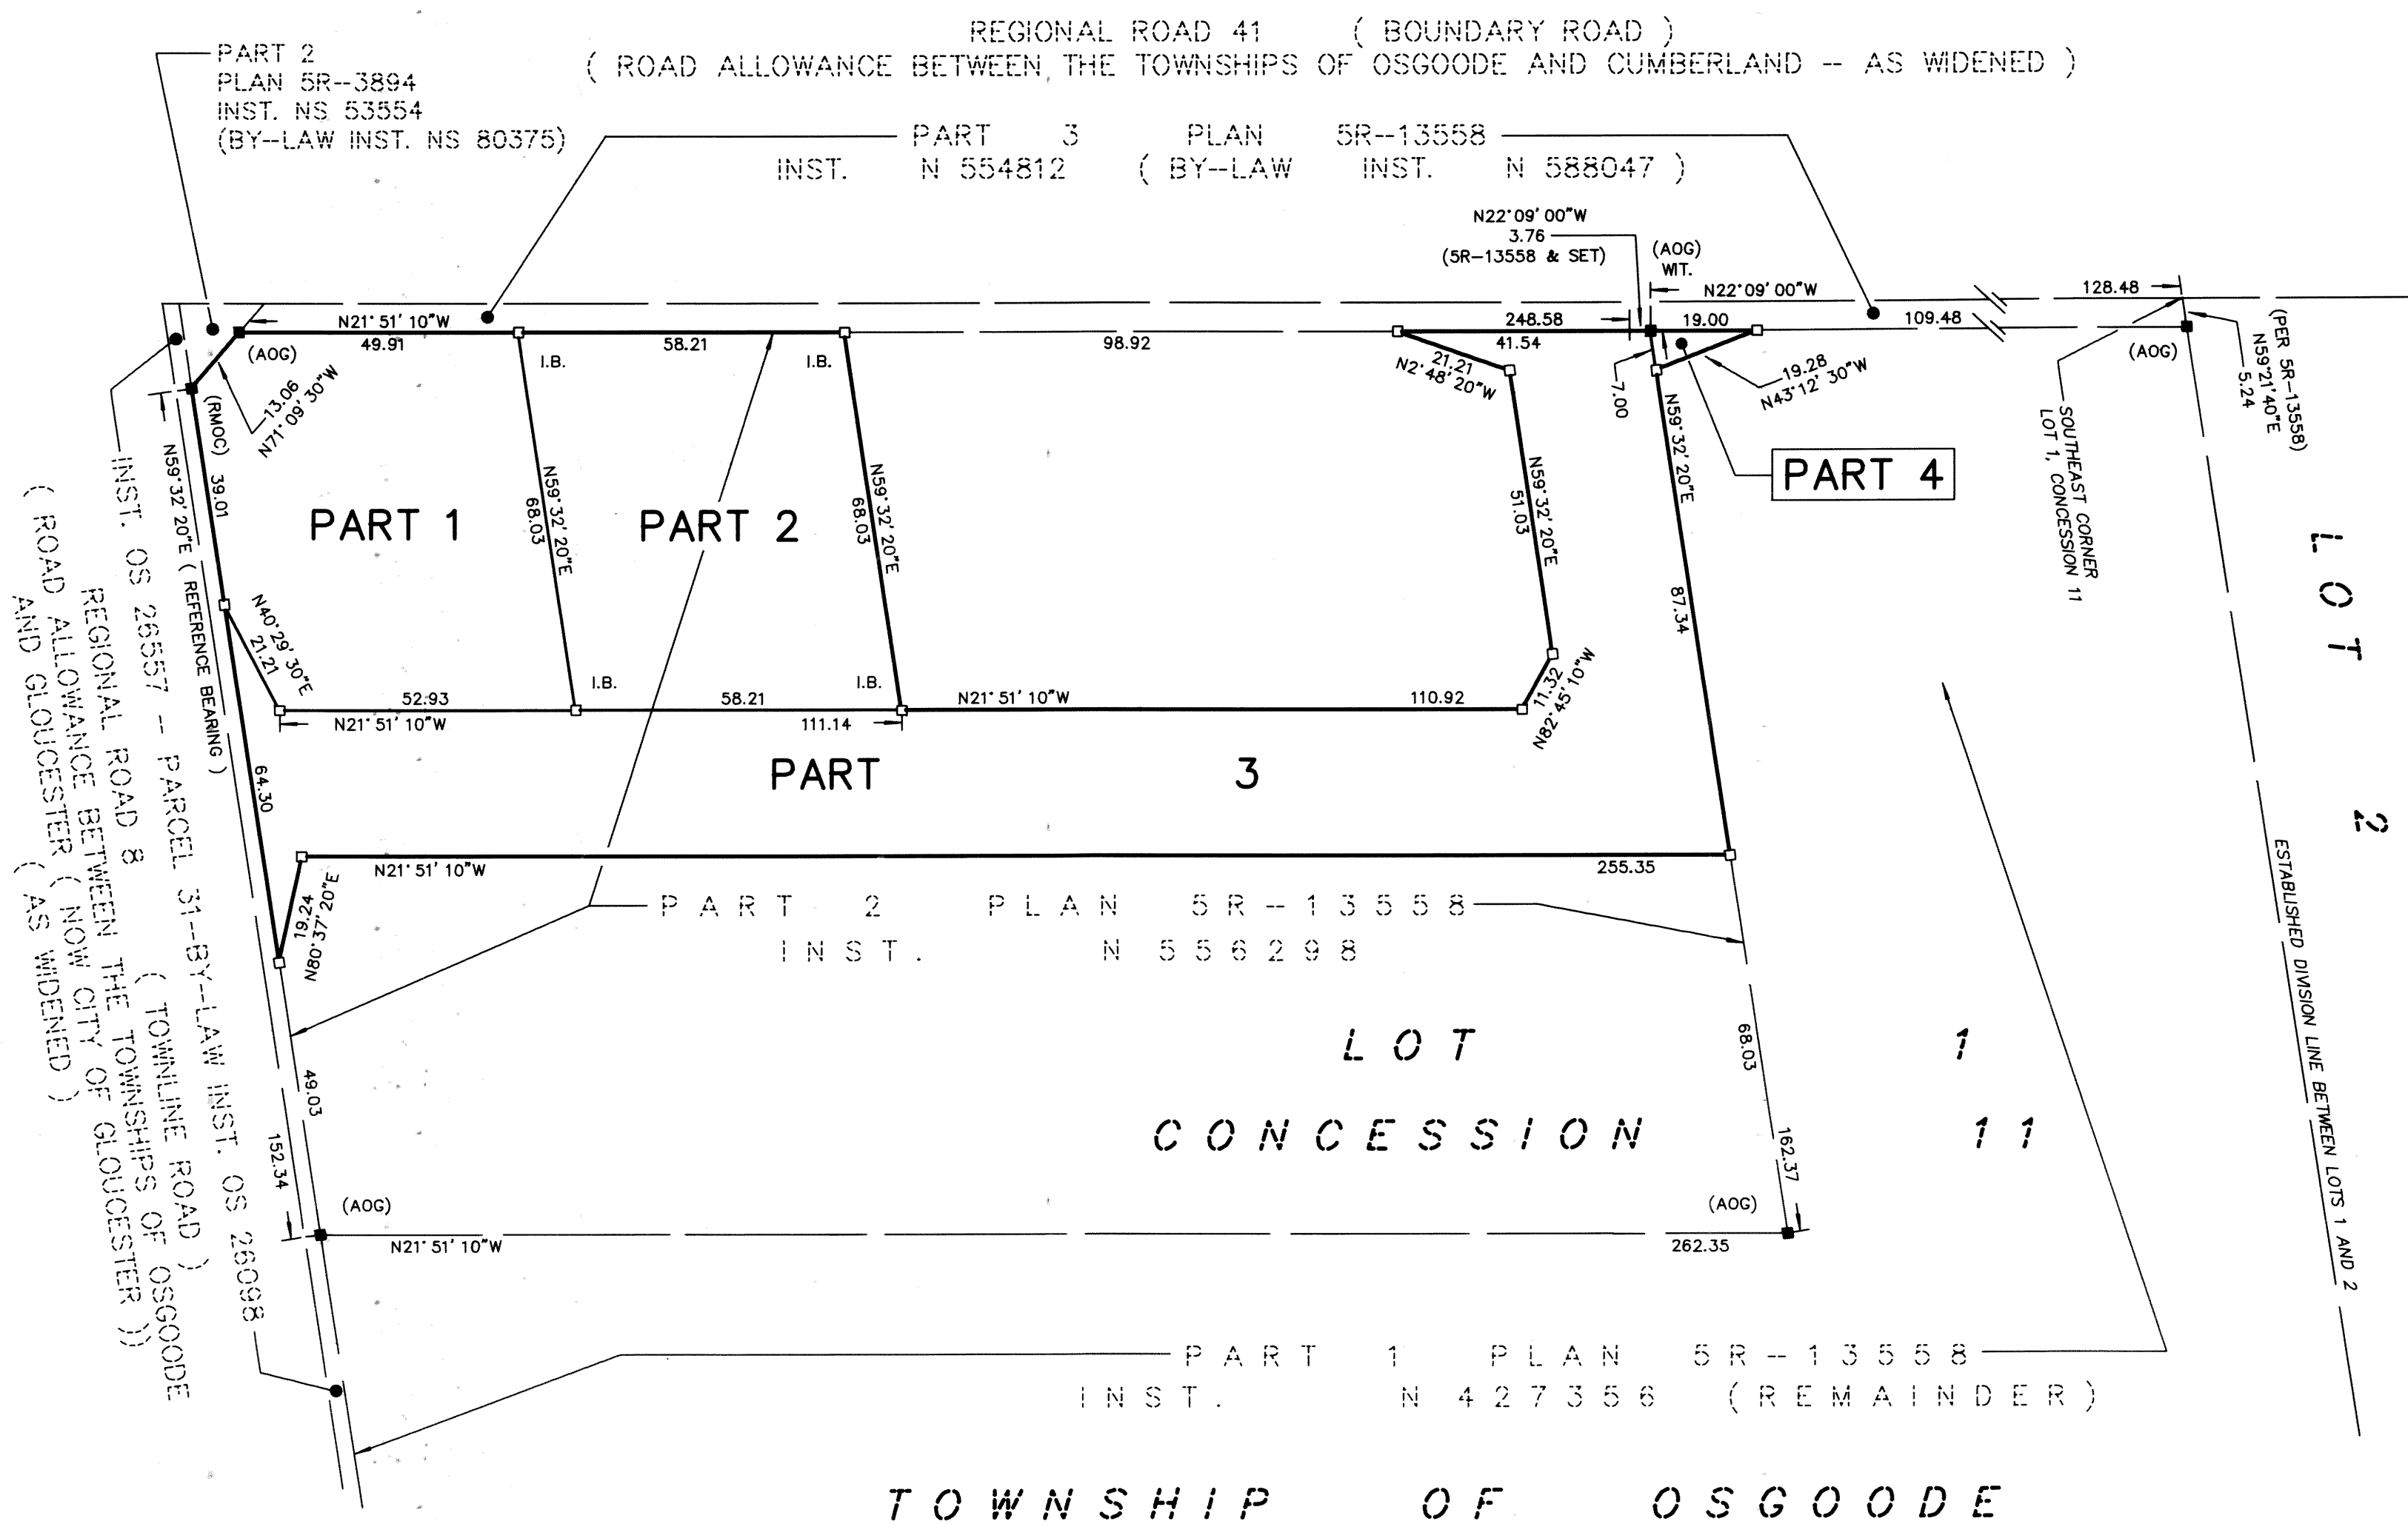 REGIONAL ROAD 41 ( BOUNDARY ROAD )
( ROAD ALLOWANCE BETWEEN THE TOWNSHIPS OF OSGOODE AND CUMBERLAND -- AS WIDENED )
PART 2
PLAN 5R--3894
INST. NS 53554
(BY--LAW INST. NS 80375)
PART 3 PLAN 5R--13558
INST. N 554812 ( BY--LAW INST. N 588047 )
N22°09'00"W
3.76
(5R-13558 & SET)
(AOG)
WIT.
N22°09'00"W
128.48
N21°51'10"W
49.91
(AOG)
58.21
I.B.
I.B.
98.92
248.58
41.54
19.00
109.48
(AOG)
(PER 5R-13558)
N59°21'40"E
5.24
13.06
N71°09'30"W
(RMOC)
39.01
N59°32'20"E ( REFERENCE BEARING )
21.21
N2°48'20"W
7.00
19.28
N43°12'30"W
SOUTHEAST CORNER
LOT 1, CONCESSION 11
PART 1
N59°32'20"E
68.03
PART 2
N59°32'20"E
68.03
N59°32'20"E
51.03
N59°32'20"E
87.34
PART 4
LOT 2
N40°29'30"E
21.21
I.B.
I.B.
52.93
N21°51'10"W
58.21
111.14
N21°51'10"W
110.92
11.32
N82°45'10"W
PART 3
64.30
N21°51'10"W
255.35
19.24
N80°37'20"E
PART 2 PLAN 5R--13558
INST. N 556298
LOT 1
CONCESSION 11
68.03
162.37
49.03
152.34
(AOG)
N21°51'10"W
(AOG)
262.35
ESTABLISHED DIVISION LINE BETWEEN LOTS 1 AND 2
INST. OS 26557 -- PARCEL 31--BY--LAW INST. OS 26098
REGIONAL ROAD 8 ( TOWNLINE ROAD )
( ROAD ALLOWANCE BETWEEN THE TOWNSHIPS OF OSGOODE
AND GLOUCESTER ( NOW CITY OF GLOUCESTER ))
( AS WIDENED )
PART 1 PLAN 5R--13558
INST. N 427356 (REMAINDER)
TOWNSHIP OF OSGOODE